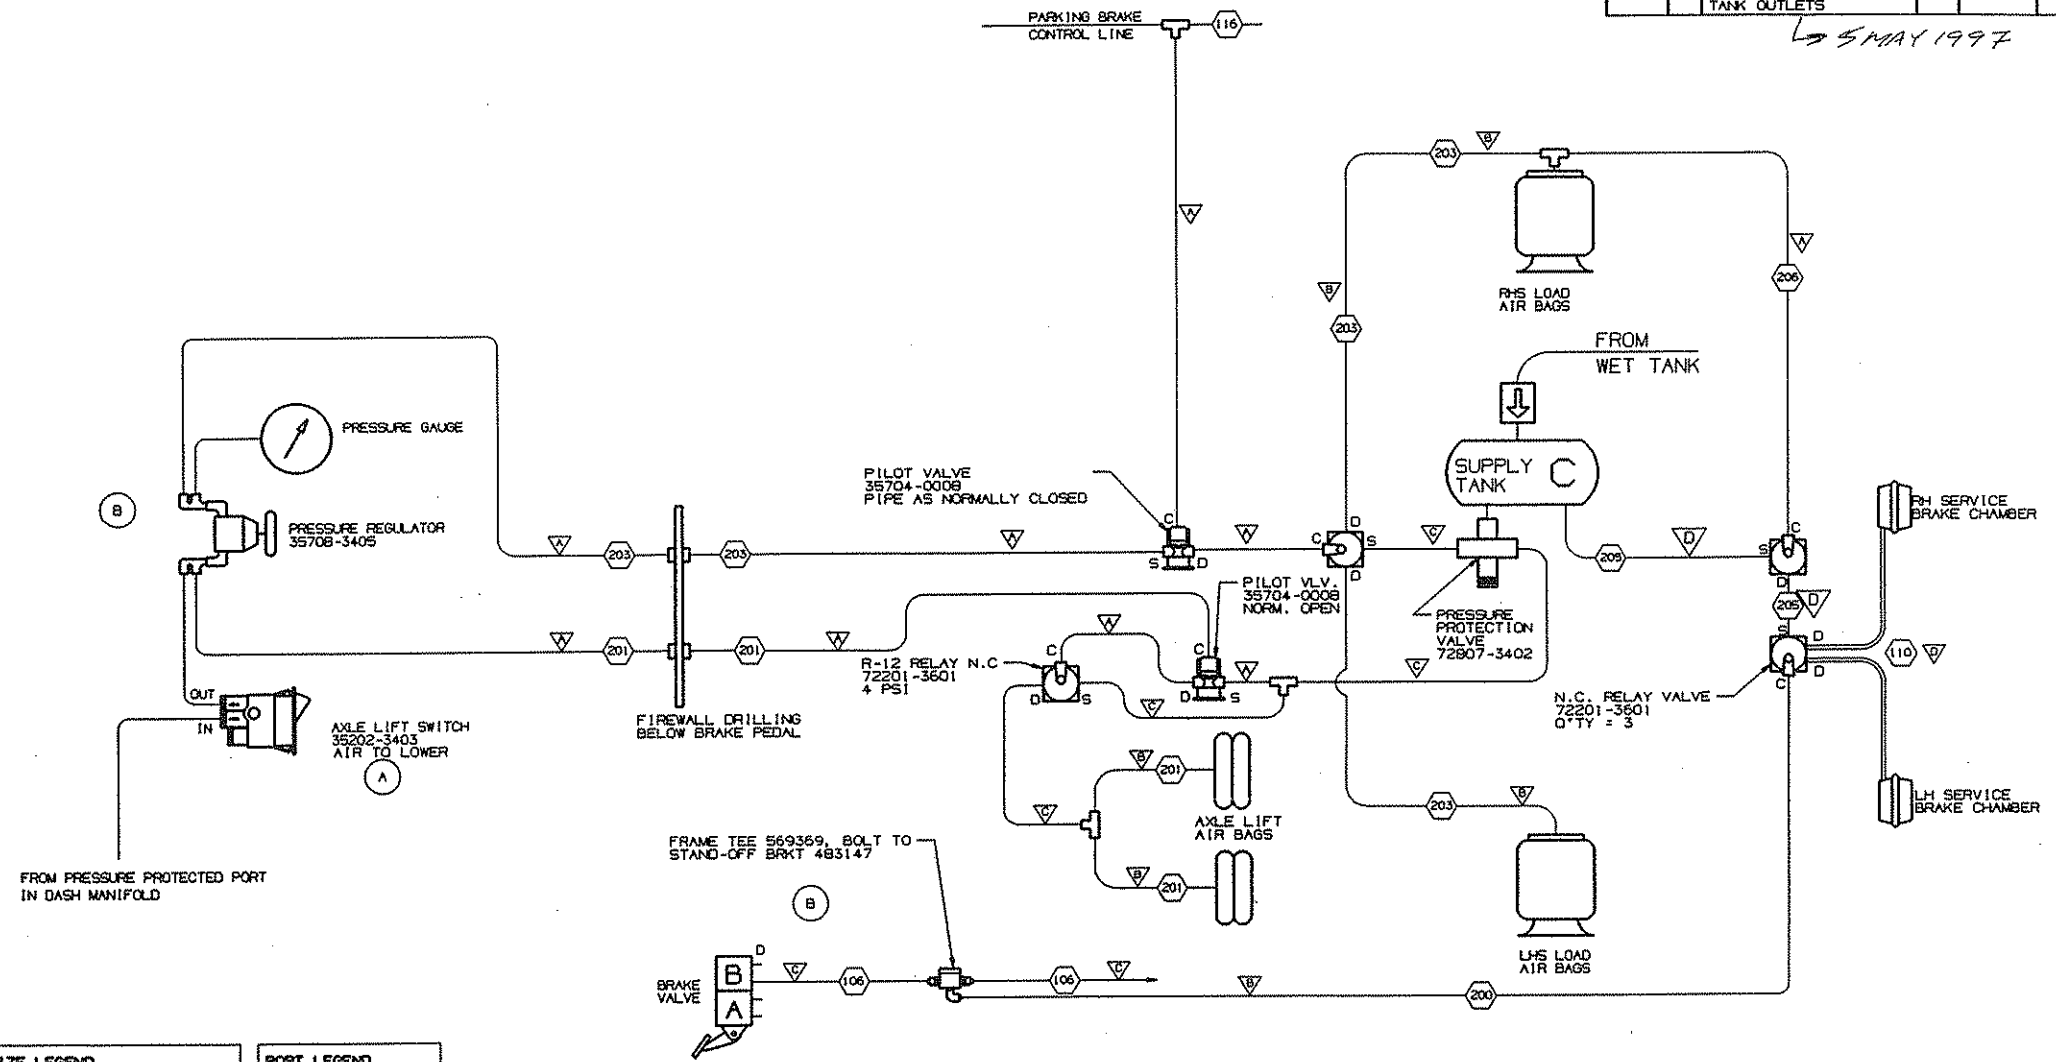 TANK OUTLETS
5 MAY 1997
PARKING BRAKE
CONTROL LINE
116
A
203
B
A
206
RHS LOAD
AIR BAGS
B
203
FROM
WET TANK
PRESSURE GAUGE
SUPPLY
TANK
C
PILOT VALVE
35704-0008
PIPE AS NORMALLY CLOSED
B
PRESSURE REGULATOR
35708-3405
RH SERVICE
BRAKE CHAMBER
A
203
203
A
C
S
D
A
C
D
S
D
C
205
D
C
S
D
PILOT VLV.
35704-0008
NORM. OPEN
PRESSURE
PROTECTION
VALVE
72807-3402
205
D
A
201
201
A
R-12 RELAY N.C
72201-3601
4 PSI
A
C
D
S
C
D
S
A
C
C
S
D
D
C
110
D
N.C. RELAY VALVE
72201-3601
Q'TY = 3
OUT
IN
AXLE LIFT SWITCH
35202-3403
AIR TO LOWER
A
FIREWALL DRILLING
BELOW BRAKE PEDAL
B
201
AXLE LIFT
AIR BAGS
C
B
201
203
B
LH SERVICE
BRAKE CHAMBER
FRAME TEE 569369, BOLT TO
STAND-OFF BRKT 483147
FROM PRESSURE PROTECTED PORT
IN DASH MANIFOLD
B
LHS LOAD
AIR BAGS
BRAKE
VALVE
B
A
D
C
106
106
C
B
200
LEGEND
PORT LEGEND